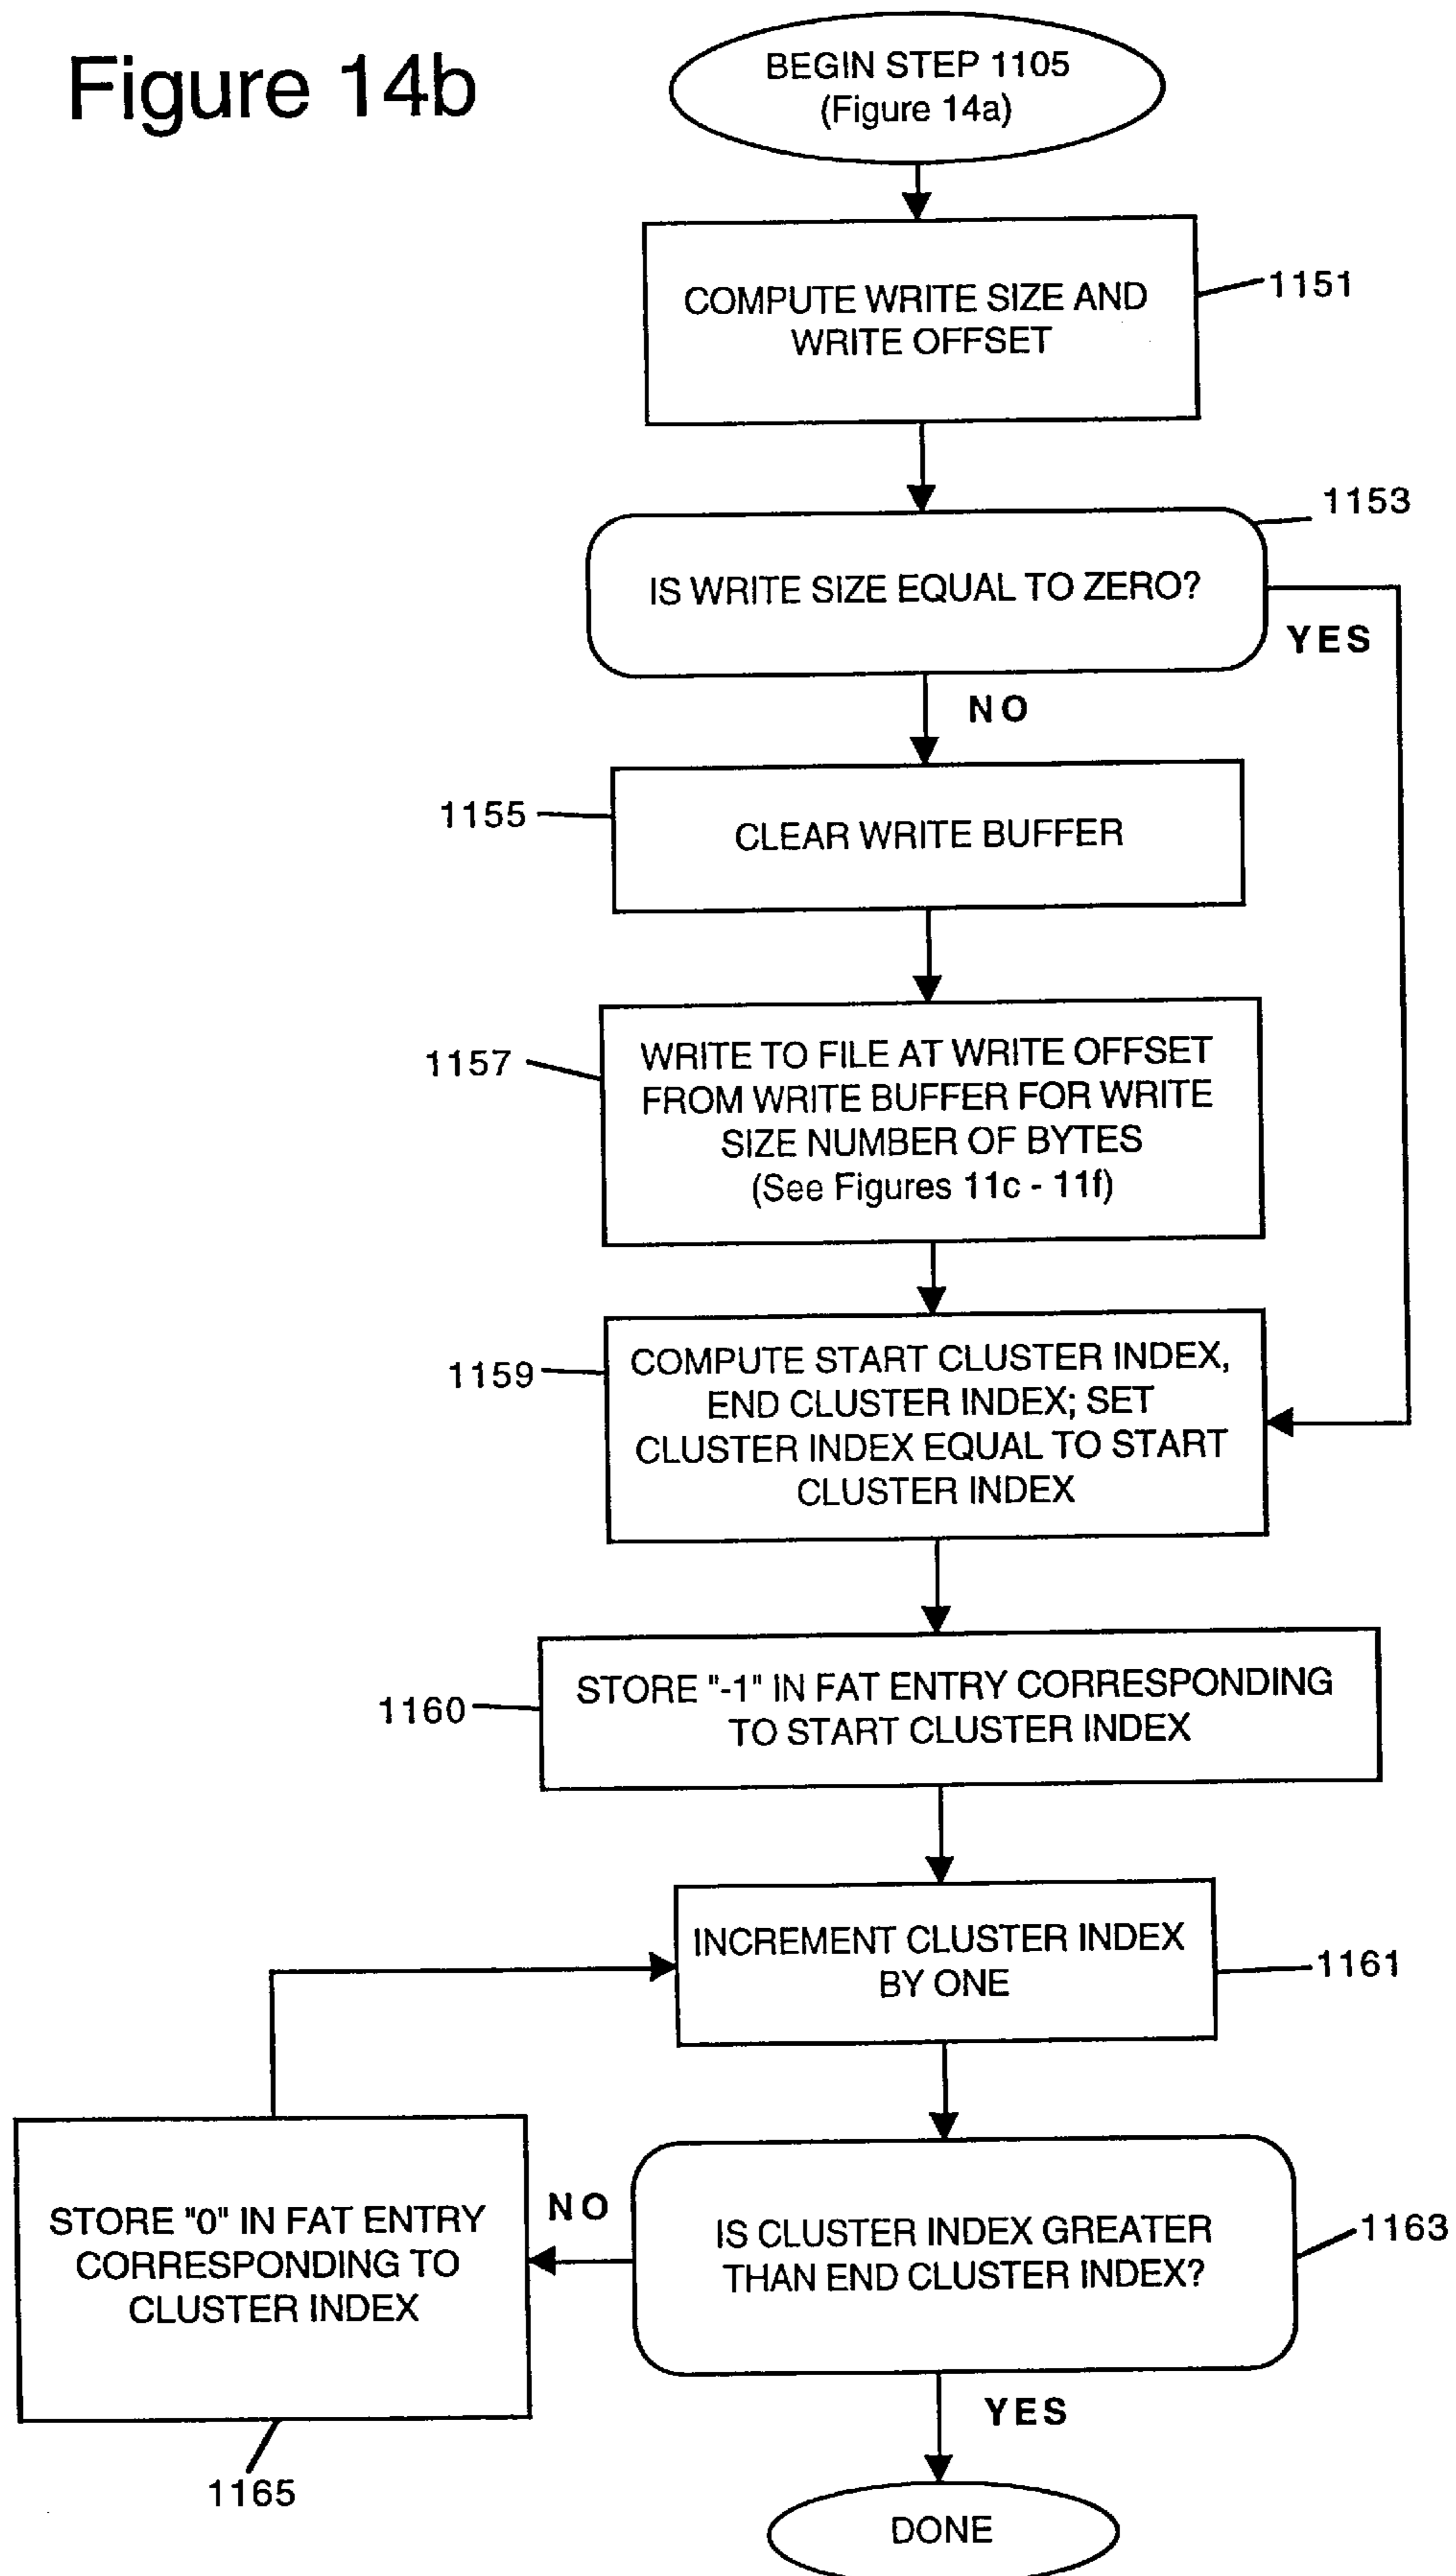 Figure 14b
BEGIN STEP 1105
(Figure 14a)
COMPUTE WRITE SIZE AND
WRITE OFFSET
1151
1153
IS WRITE SIZE EQUAL TO ZERO?
YES
NO
1155
CLEAR WRITE BUFFER
1157
WRITE TO FILE AT WRITE OFFSET
FROM WRITE BUFFER FOR WRITE
SIZE NUMBER OF BYTES
(See Figures 11c - 11f)
1159
COMPUTE START CLUSTER INDEX,
END CLUSTER INDEX; SET
CLUSTER INDEX EQUAL TO START
CLUSTER INDEX
1160
STORE "-1" IN FAT ENTRY CORRESPONDING
TO START CLUSTER INDEX
INCREMENT CLUSTER INDEX
BY ONE
1161
STORE "0" IN FAT ENTRY
CORRESPONDING TO
CLUSTER INDEX
NO
IS CLUSTER INDEX GREATER
THAN END CLUSTER INDEX?
1163
YES
1165
DONE